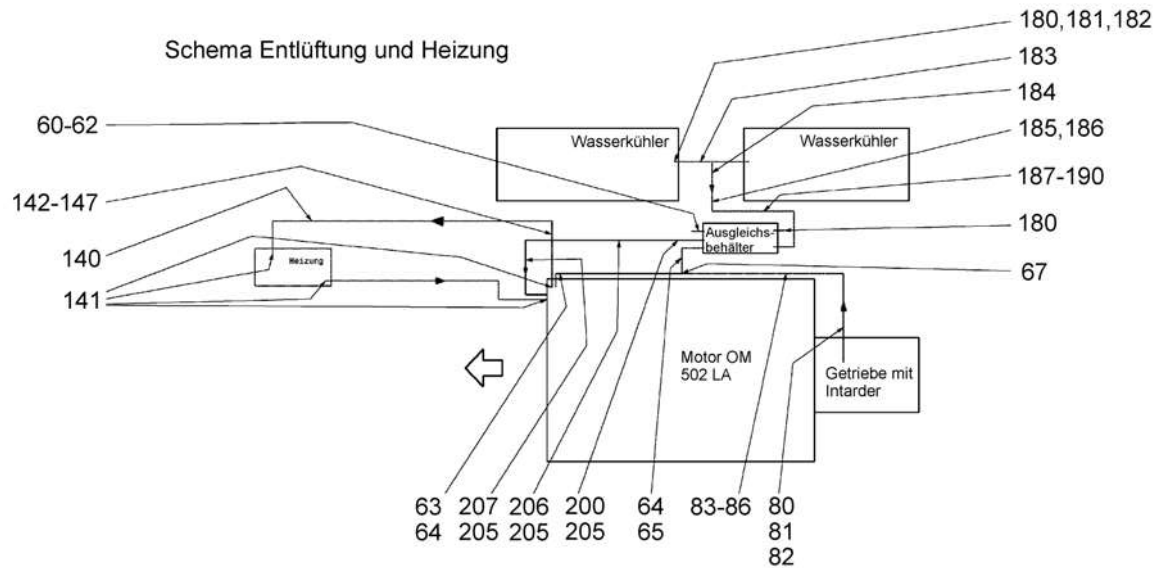 180,181,182
Schema Entlüftung und Heizung
183
184
60-62
185,186
Wasserkühler
Wasserkühler
187-190
142-147
180
Ausgleichs-
behälter
140
Heizung
67
141
Motor OM
502 LA
Getriebe mit
Intarder
63 207 206 200 64 83-86 80
64 205 205 205 65 81
82